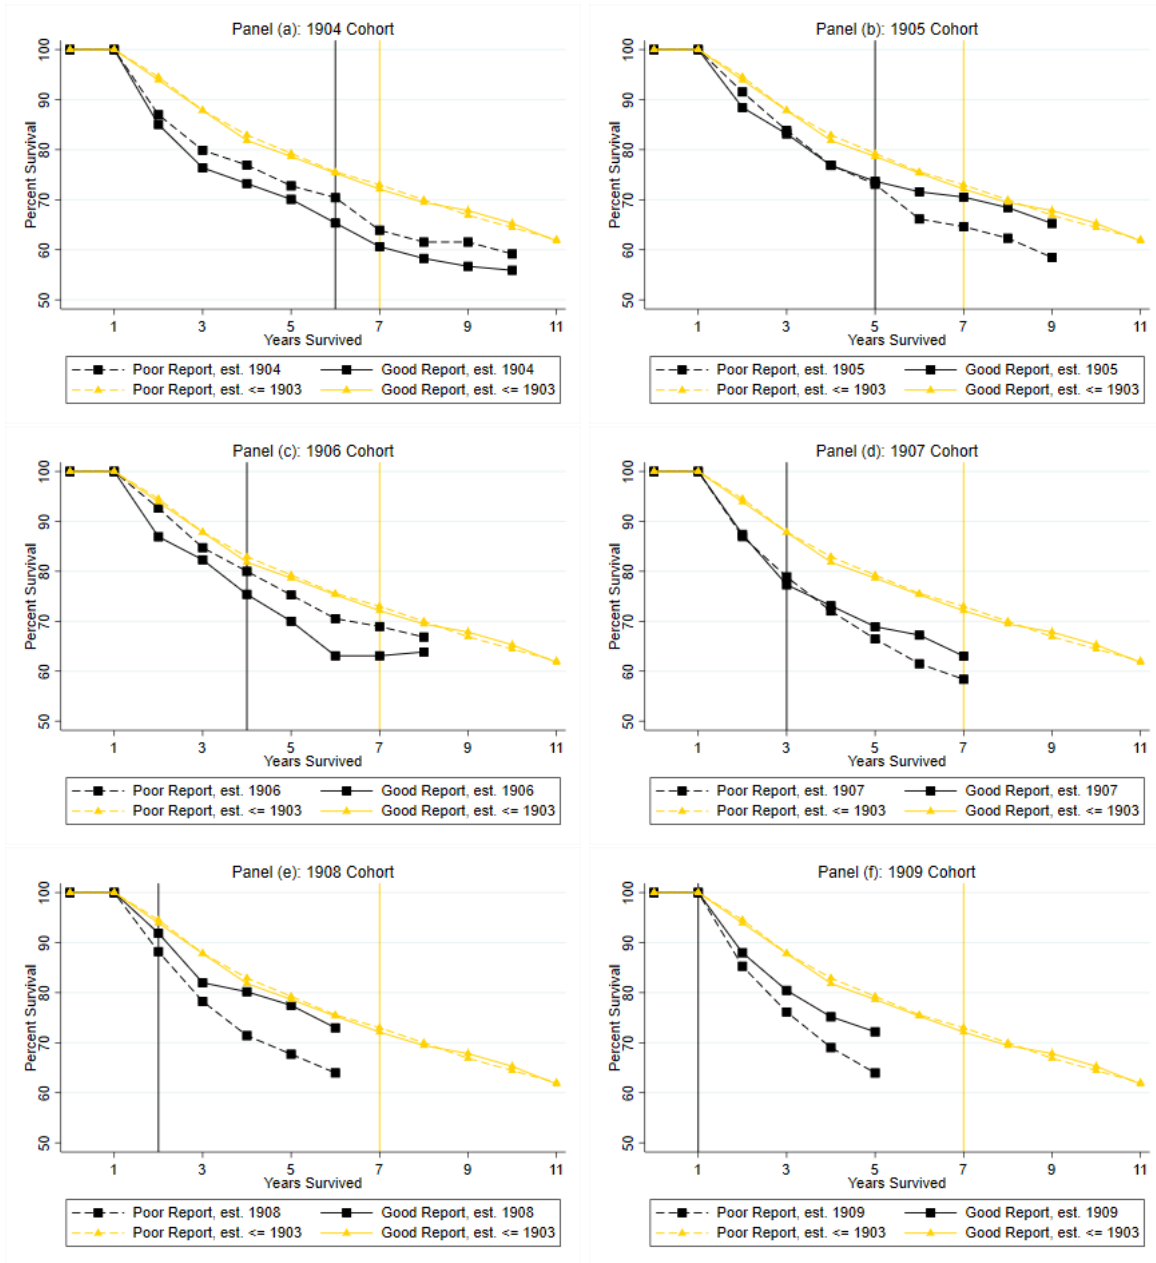 Panel (a): 1904 Cohort
Percent Survival
100
90
80
70
60
50
1 3 5 7 9 11
Years Survived
Poor Report, est. 1904 Good Report, est. 1904
Poor Report, est. <= 1903 Good Report, est. <= 1903
Panel (b): 1905 Cohort
Percent Survival
100
90
80
70
60
50
1 3 5 7 9 11
Years Survived
Poor Report, est. 1905 Good Report, est. 1905
Poor Report, est. <= 1903 Good Report, est. <= 1903
Panel (c): 1906 Cohort
Percent Survival
100
90
80
70
60
50
1 3 5 7 9 11
Years Survived
Poor Report, est. 1906 Good Report, est. 1906
Poor Report, est. <= 1903 Good Report, est. <= 1903
Panel (d): 1907 Cohort
Percent Survival
100
90
80
70
60
50
1 3 5 7 9 11
Years Survived
Poor Report, est. 1907 Good Report, est. 1907
Poor Report, est. <= 1903 Good Report, est. <= 1903
Panel (e): 1908 Cohort
Percent Survival
100
90
80
70
60
50
1 3 5 7 9 11
Years Survived
Poor Report, est. 1908 Good Report, est. 1908
Poor Report, est. <= 1903 Good Report, est. <= 1903
Panel (f): 1909 Cohort
Percent Survival
100
90
80
70
60
50
1 3 5 7 9 11
Years Survived
Poor Report, est. 1909 Good Report, est. 1909
Poor Report, est. <= 1903 Good Report, est. <= 1903